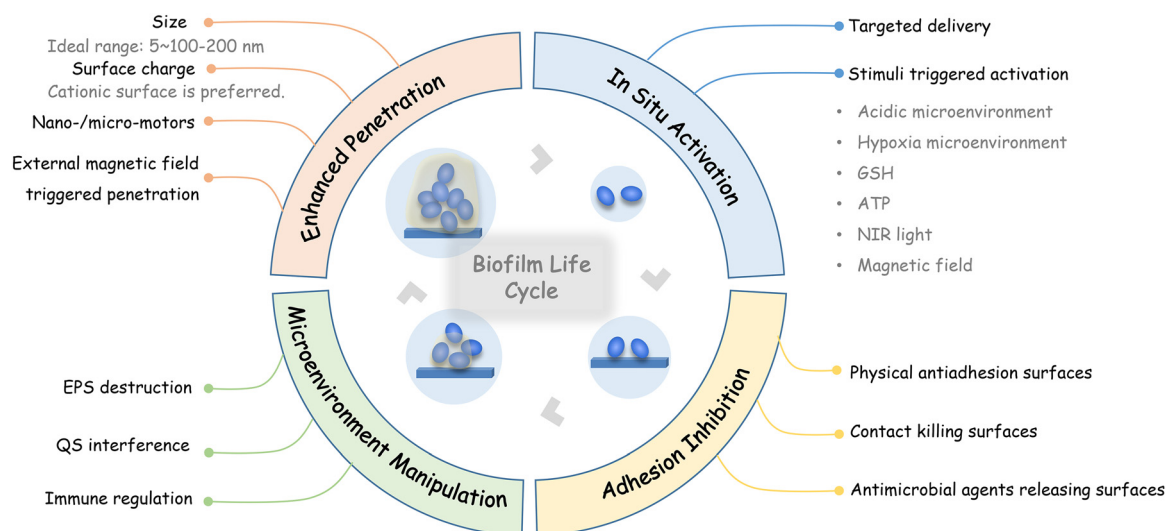 Size
Ideal range: 5~100-200 nm
Surface charge
Cationic surface is preferred.
Nano-/micro-motors
External magnetic field
triggered penetration
Enhanced Penetration
In Situ Activation
Targeted delivery
Stimuli triggered activation
• Acidic microenvironment
• Hypoxia microenvironment
• GSH
• ATP
• NIR light
• Magnetic field
Biofilm Life
Cycle
EPS destruction
QS interference
Immune regulation
Microenvironment Manipulation
Adhesion Inhibition
Physical antiadhesion surfaces
Contact killing surfaces
Antimicrobial agents releasing surfaces